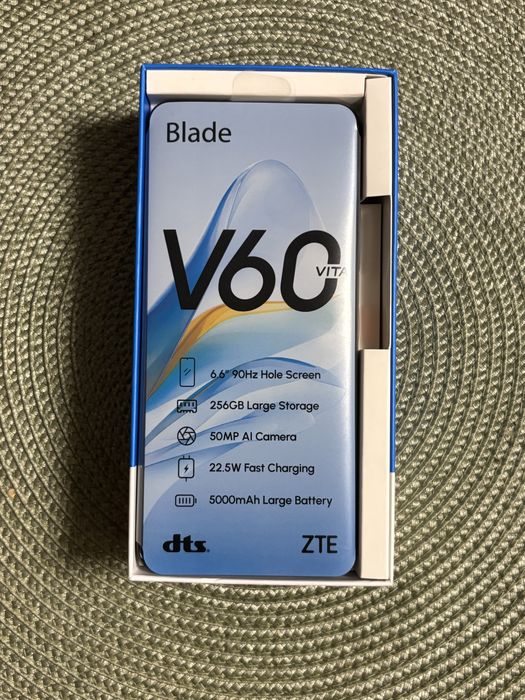 Blade
V60
VITA
6.6" 90Hz Hole Screen
256GB Large Storage
50MP AI Camera
22.5W Fast Charging
5000mAh Large Battery
dts ZTE